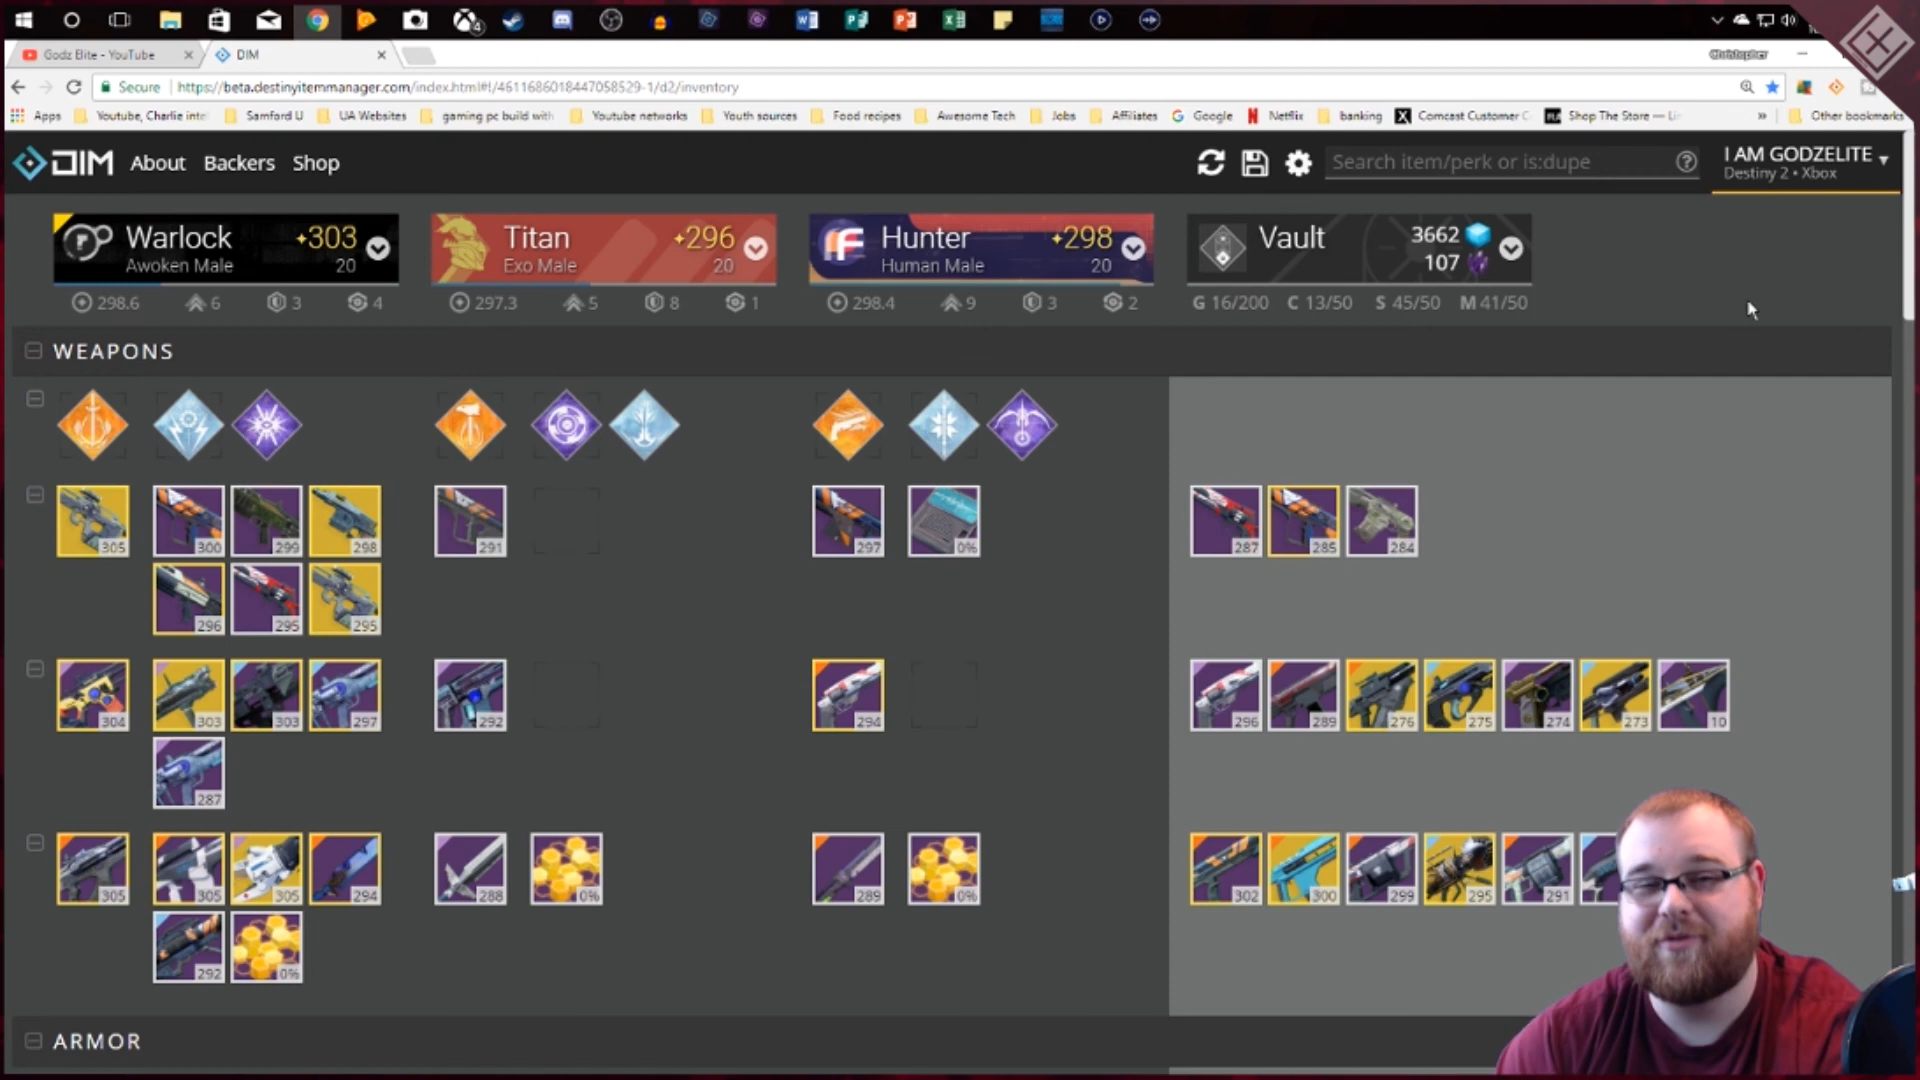 4
Godz Elite - YouTube
DIM
Christopher
Secure
https://beta.destinyitemmanager.com/index.html#!/4611686018447058529-1/d2/inventory
Apps
Youtube, Charlie inte
Samford U
UA Websites
gaming pc build with
Youtube networks
Youth sources
Food recipes
Awesome Tech
Jobs
Affiliates
Google
Netflix
banking
Comcast Customer C
Shop The Store — Li
»
Other bookmarks
DIM
About
Backers
Shop
Search item/perk or is:dupe
I AM GODZELITE
Destiny 2 • Xbox
Warlock
+303
Awoken Male
20
Titan
+296
Exo Male
20
Hunter
+298
Human Male
20
Vault
3662
107
298.6
6
3
4
297.3
5
8
1
298.4
9
3
2
G 16/200
C 13/50
S 45/50
M 41/50
WEAPONS
305
300
299
298
291
297
0%
287
285
284
296
295
295
304
303
303
297
292
294
296
289
276
275
274
273
10
287
305
305
305
294
288
0%
289
0%
302
300
299
295
291
292
0%
ARMOR